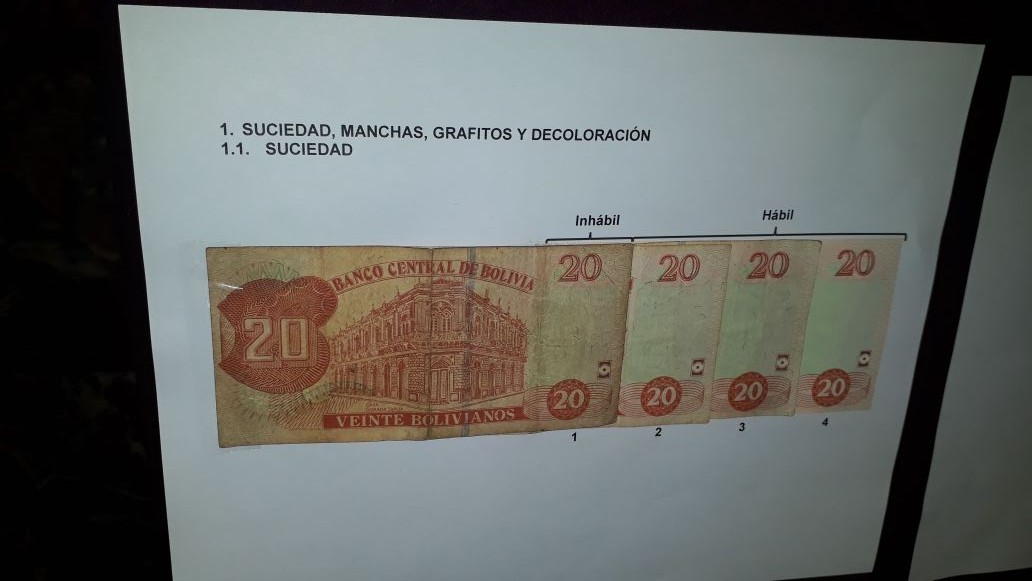 1. SUCIEDAD, MANCHAS, GRAFITOS Y DECOLORACIÓN
1.1. SUCIEDAD
Inhábil Hábil
BANCO CENTRAL DE BOLIVIA
20 20 20 20
20
20 20 20 20
VEINTE BOLIVIANOS
1 2 3 4